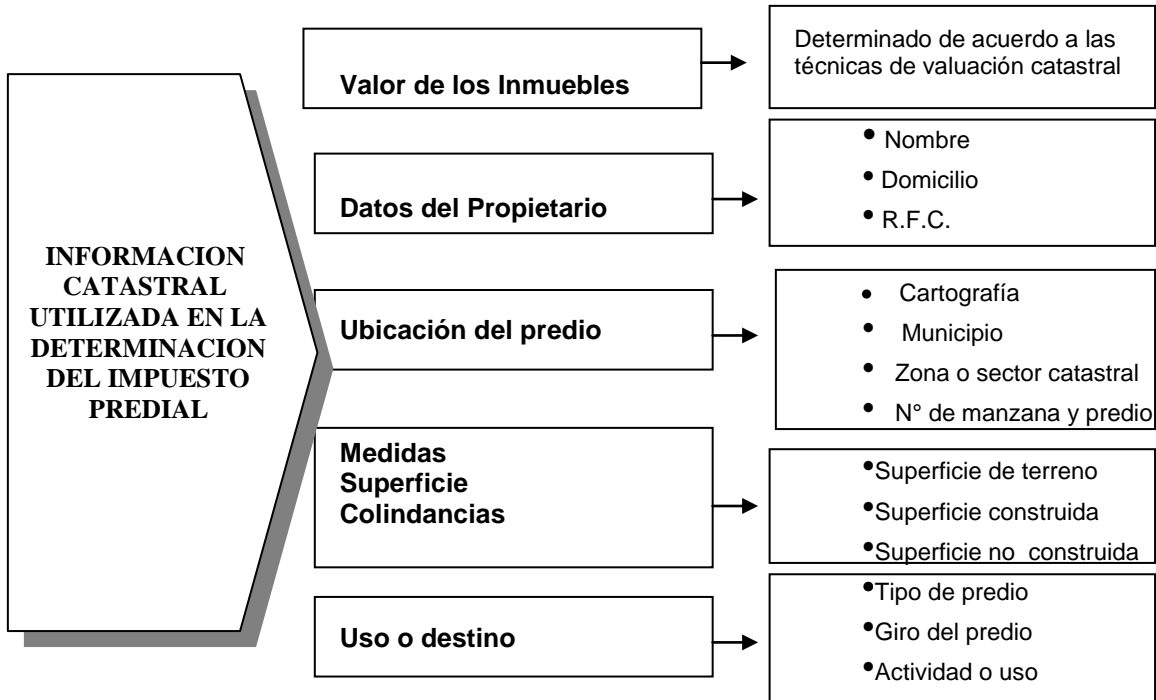 INFORMACION
CATASTRAL
UTILIZADA EN LA
DETERMINACION
DEL IMPUESTO
PREDIAL
Valor de los Inmuebles
Determinado de acuerdo a las
técnicas de valuación catastral
Datos del Propietario
• Nombre
• Domicilio
• R.F.C.
Ubicación del predio
• Cartografía
• Municipio
• Zona o sector catastral
• N° de manzana y predio
Medidas
Superficie
Colindancias
•Superficie de terreno
•Superficie construida
•Superficie no construida
Uso o destino
•Tipo de predio
•Giro del predio
•Actividad o uso